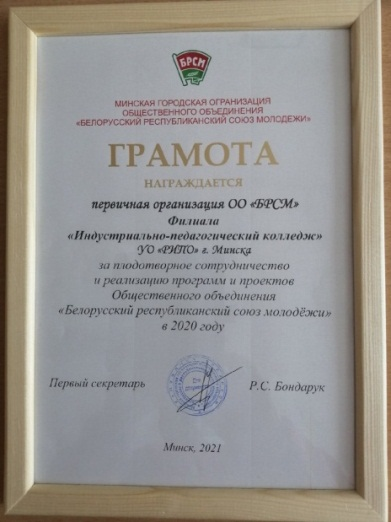 БРСМ
МИНСКАЯ ГОРОДСКАЯ ОГРАНИЗАЦИЯ
ОБЩЕСТВЕННОГО ОБЪЕДИНЕНИЯ
«БЕЛОРУССКИЙ РЕСПУБЛИКАНСКИЙ СОЮЗ МОЛОДЕЖИ»
ГРАМОТА
НАГРАЖДАЕТСЯ
первичная организация ОО «БРСМ»
Филиала
«Индустриально-педагогический колледж»
УО «РИПО» г. Минска
за плодотворное сотрудничество
и реализацию программ и проектов
Общественного объединения
«Белорусский республиканский союз молодёжи»
в 2020 году
Первый секретарь
Р.С. Бондарук
Минск, 2021